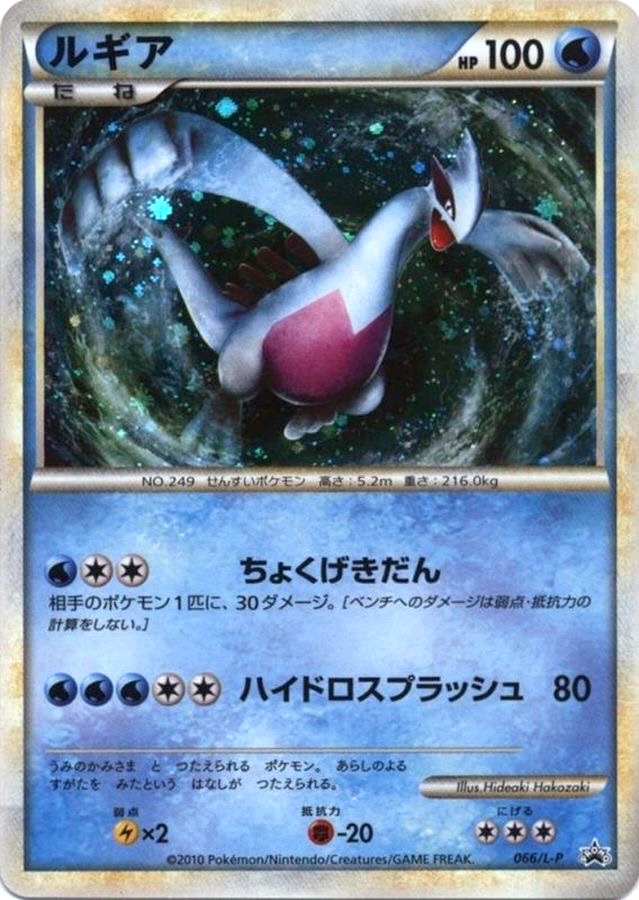 ルギア HP 100
たね
NO.249 せんすいポケモン 高さ:5.2m 重さ:216.0kg
ちょくげきだん
相手のポケモン1匹に、30ダメージ。[ベンチへのダメージは弱点・抵抗力の
計算をしない。]
ハイドロスプラッシュ 80
うみのかみさま と つたえられる ポケモン。 あらしのよる
すがたを みたという はなしが つたえられる。
Illus.Hideaki Hakozaki
弱点 抵抗力 にげる
×2 -20
©2010 Pokémon/Nintendo/Creatures/GAME FREAK. 066/L-P